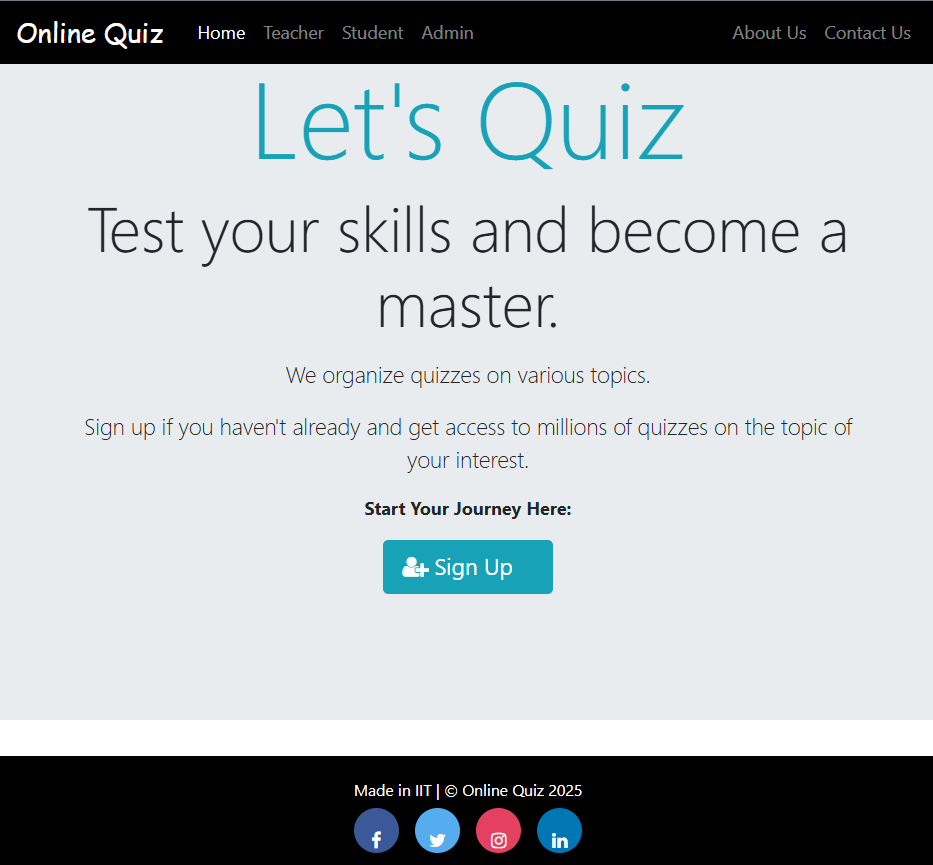 Online Quiz Home Teacher Student Admin About Us Contact Us
Let's Quiz
Test your skills and become a
master.
We organize quizzes on various topics.
Sign up if you haven't already and get access to millions of quizzes on the topic of
your interest.
Start Your Journey Here:
Sign Up
Made in IIT | © Online Quiz 2025